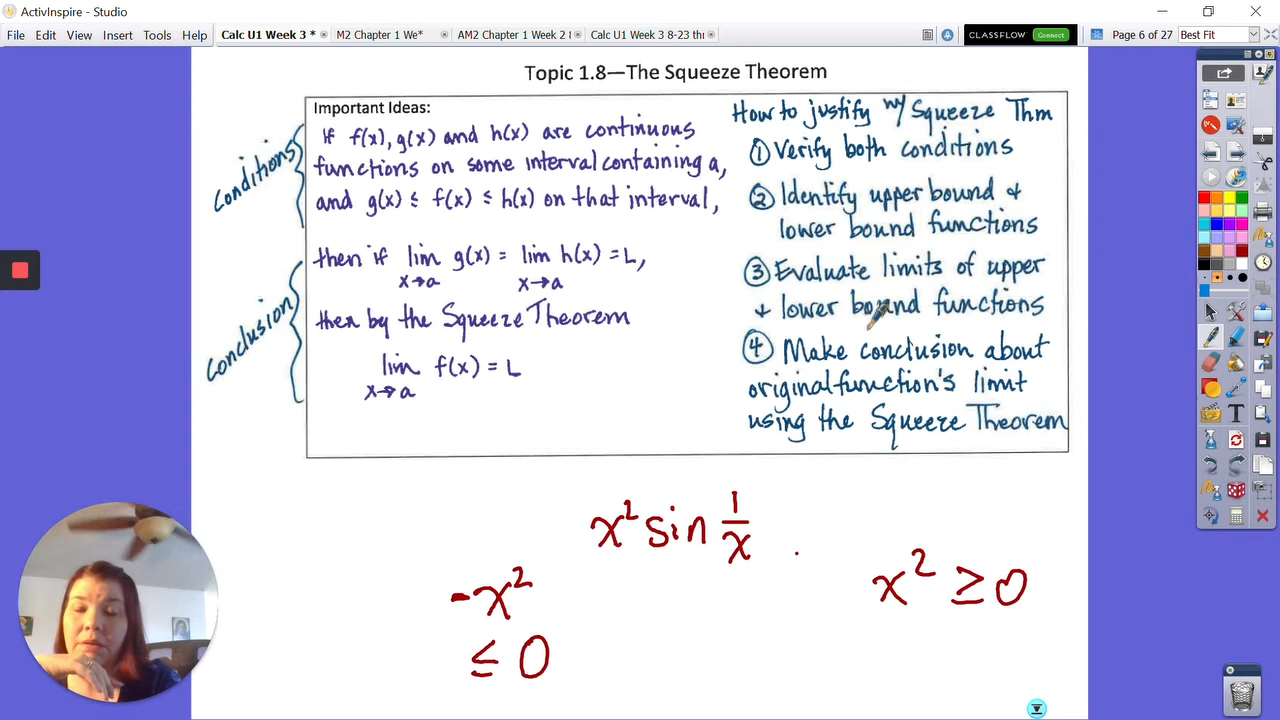 ActivInspire - Studio
File Edit View Insert Tools Help
Calc U1 Week 3 * M2 Chapter 1 We* AM2 Chapter 1 Week 2 Calc U1 Week 3 8-23 thr
CLASSFLOW Connect
Page 6 of 27 Best Fit
Topic 1.8—The Squeeze Theorem
Important Ideas:
conditions
If f(x), g(x) and h(x) are continuous
functions on some interval containing a,
and g(x) ≤ f(x) ≤ h(x) on that interval,
conclusion
then if lim g(x) = lim h(x) = L,
x→a x→a
then by the Squeeze Theorem
lim f(x) = L
x→a
How to justify w/ Squeeze Thm
① Verify both conditions
② Identify upper bound &
lower bound functions
③ Evaluate limits of upper
& lower bound functions
④ Make conclusion about
original function's limit
using the Squeeze Theorem
x² sin 1/x
-x²
≤ 0
x² ≥ 0